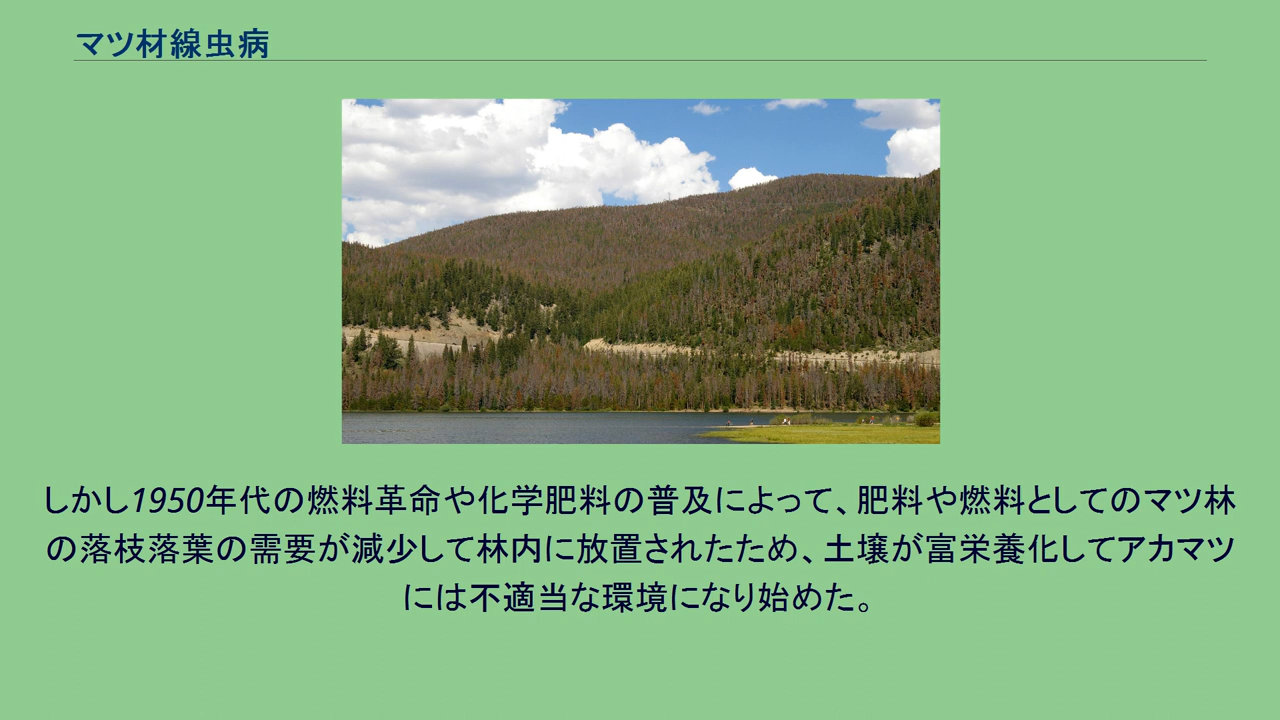 マツ材線虫病
しかし1950年代の燃料革命や化学肥料の普及によって、肥料や燃料としてのマツ林
の落枝落葉の需要が減少して林内に放置されたため、土壌が富栄養化してアカマツ
には不適当な環境になり始めた。